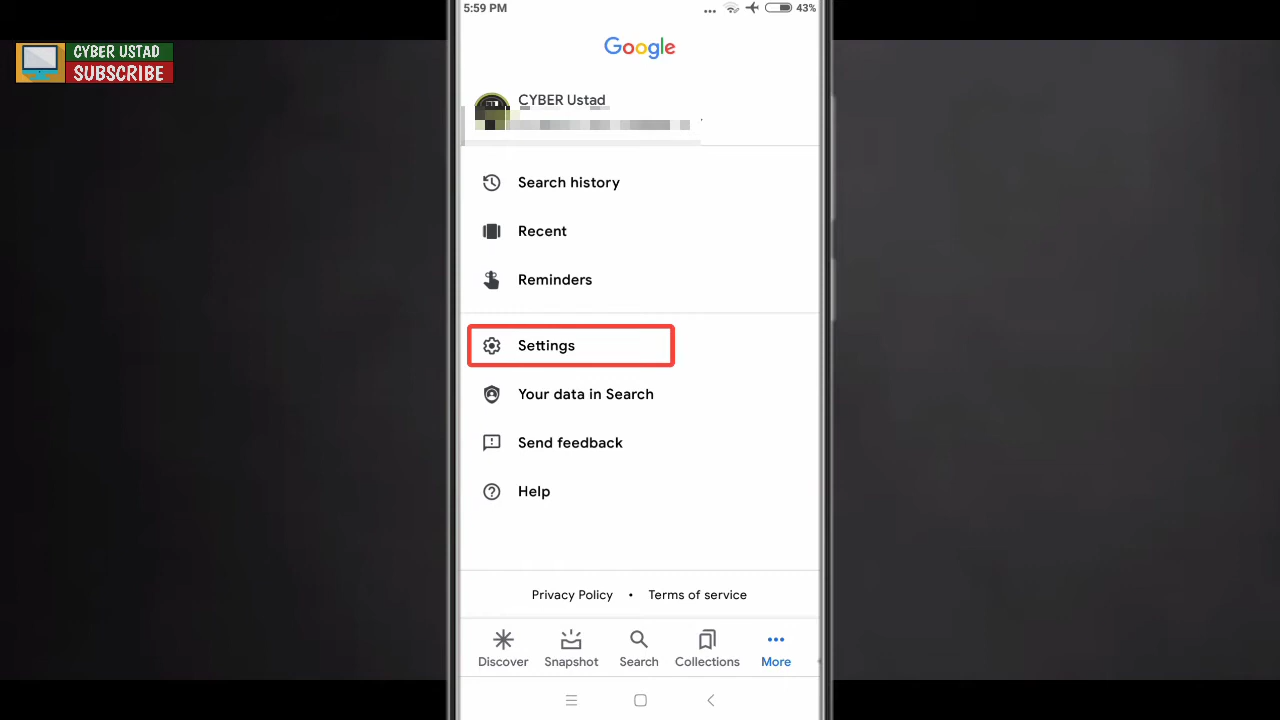 5:59 PM
43%
CYBER USTAD
SUBSCRIBE
Google
CYBER Ustad
Search history
Recent
Reminders
Settings
Your data in Search
Send feedback
Help
Privacy Policy • Terms of service
Discover Snapshot Search Collections More